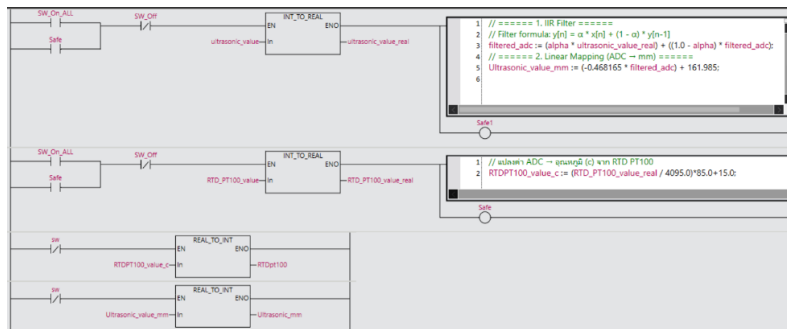 SW_On_ALL
SW_Off
INT_TO_REAL
EN
ENO
Safe
ultrasonic_value
In
ultrasonic_value_real
1 // ====== 1. IIR Filter ======
2 // Filter formula: y[n] = α * x[n] + (1 - α) * y[n-1]
3 filtered_adc := (alpha * ultrasonic_value_real) + ((1.0 - alpha) * filtered_adc);
4 // ====== 2. Linear Mapping (ADC → mm) ======
5 Ultrasonic_value_mm := (-0.468165 * filtered_adc) + 161.985;
6
Safe1
SW_On_ALL
SW_Off
INT_TO_REAL
EN
ENO
Safe
RTD_PT100_value
In
RTD_PT100_value_real
1 // แปลงค่า ADC → อุณหภูมิ (c) จาก RTD PT100
2 RTDPT100_value_c := (RTD_PT100_value_real / 4095.0)*85.0+15.0;
Safe
sw
REAL_TO_INT
EN
ENO
RTDPT100_value_c
In
RTDpt100
sw
REAL_TO_INT
EN
ENO
Ultrasonic_value_mm
In
Ultrasonic_mm